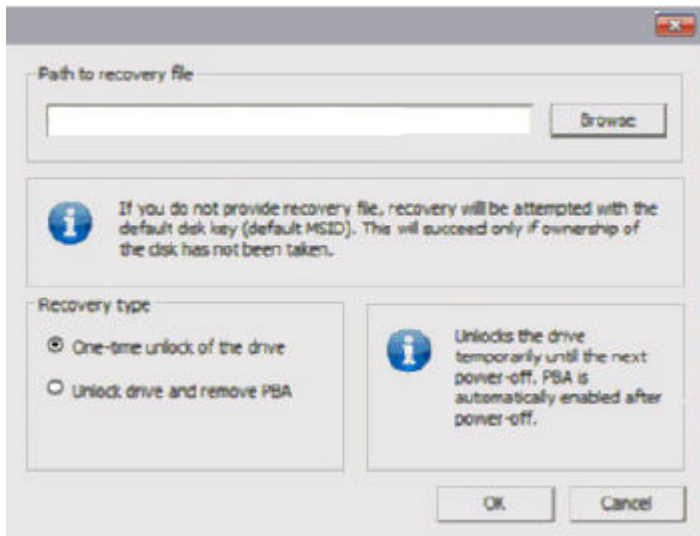 Path to recovery file
Browse
If you do not provide recovery file, recovery will be attempted with the
default disk key (default MSID). This will succeed only if ownership of
the disk has not been taken.
Recovery type
One-time unlock of the drive
Unlock drive and remove PBA
Unlocks the drive
temporarily until the next
power-off. PBA is
automatically enabled after
power-off.
OK
Cancel